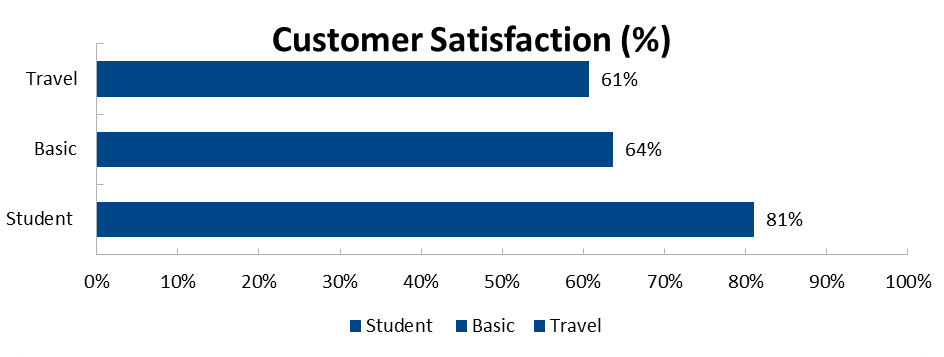 Customer Satisfaction (%)
Travel 61%
Basic 64%
Student 81%
0% 10% 20% 30% 40% 50% 60% 70% 80% 90% 100%
Student Basic Travel